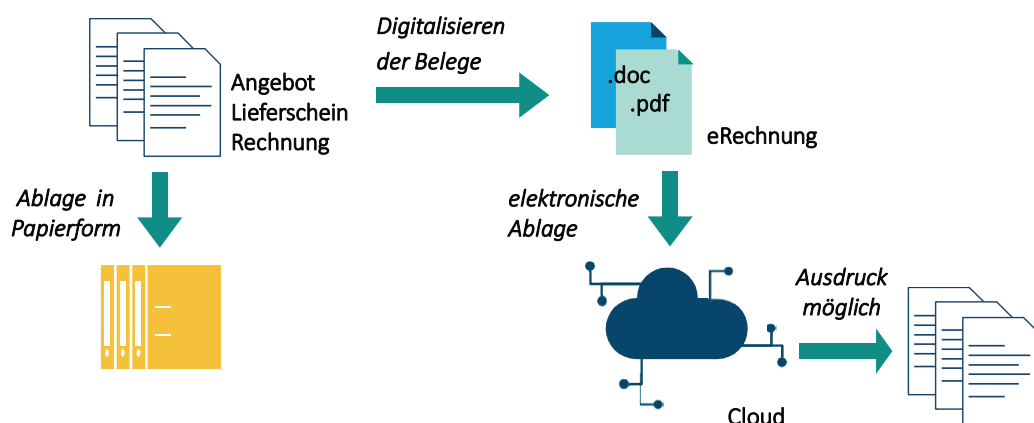 Digitalisieren
der Belege
Angebot
Lieferschein
Rechnung
.doc
.pdf
eRechnung
Ablage in
Papierform
elektronische
Ablage
Ausdruck
möglich
Cloud